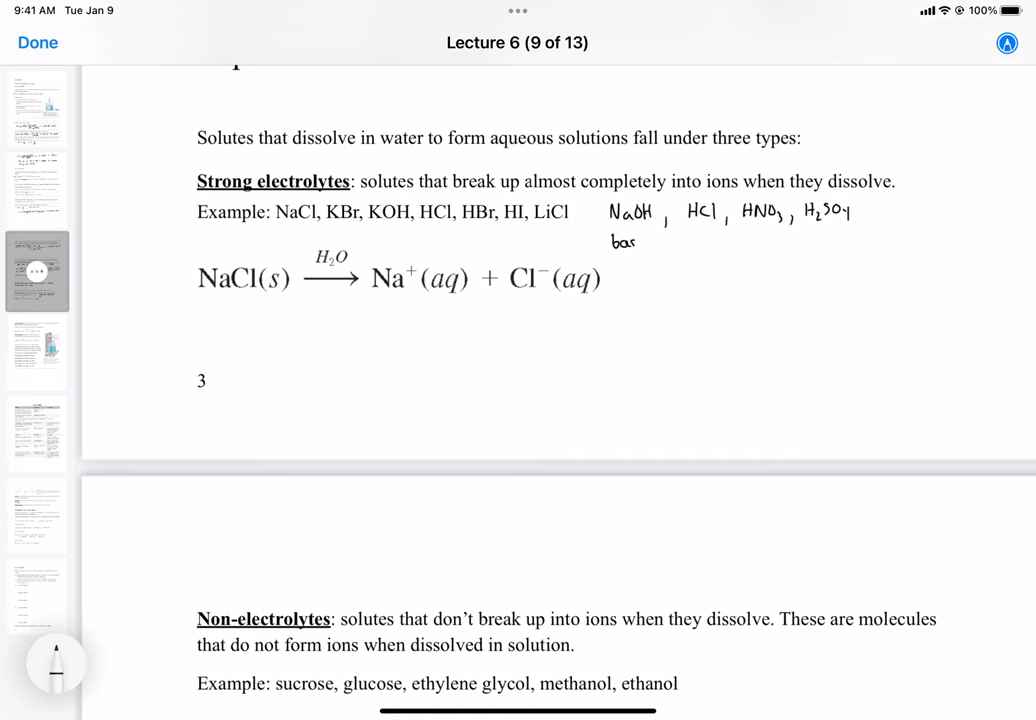 9:41 AM Tue Jan 9
100%
Done
Lecture 6 (9 of 13)
Solutes that dissolve in water to form aqueous solutions fall under three types:
Strong electrolytes: solutes that break up almost completely into ions when they dissolve.
Example: NaCl, KBr, KOH, HCl, HBr, HI, LiCl NaOH, HCl, HNO₃, H₂SO₄
bas
H₂O
NaCl(s) ⟶ Na⁺(aq) + Cl⁻(aq)
3
Non-electrolytes: solutes that don’t break up into ions when they dissolve. These are molecules
that do not form ions when dissolved in solution.
Example: sucrose, glucose, ethylene glycol, methanol, ethanol